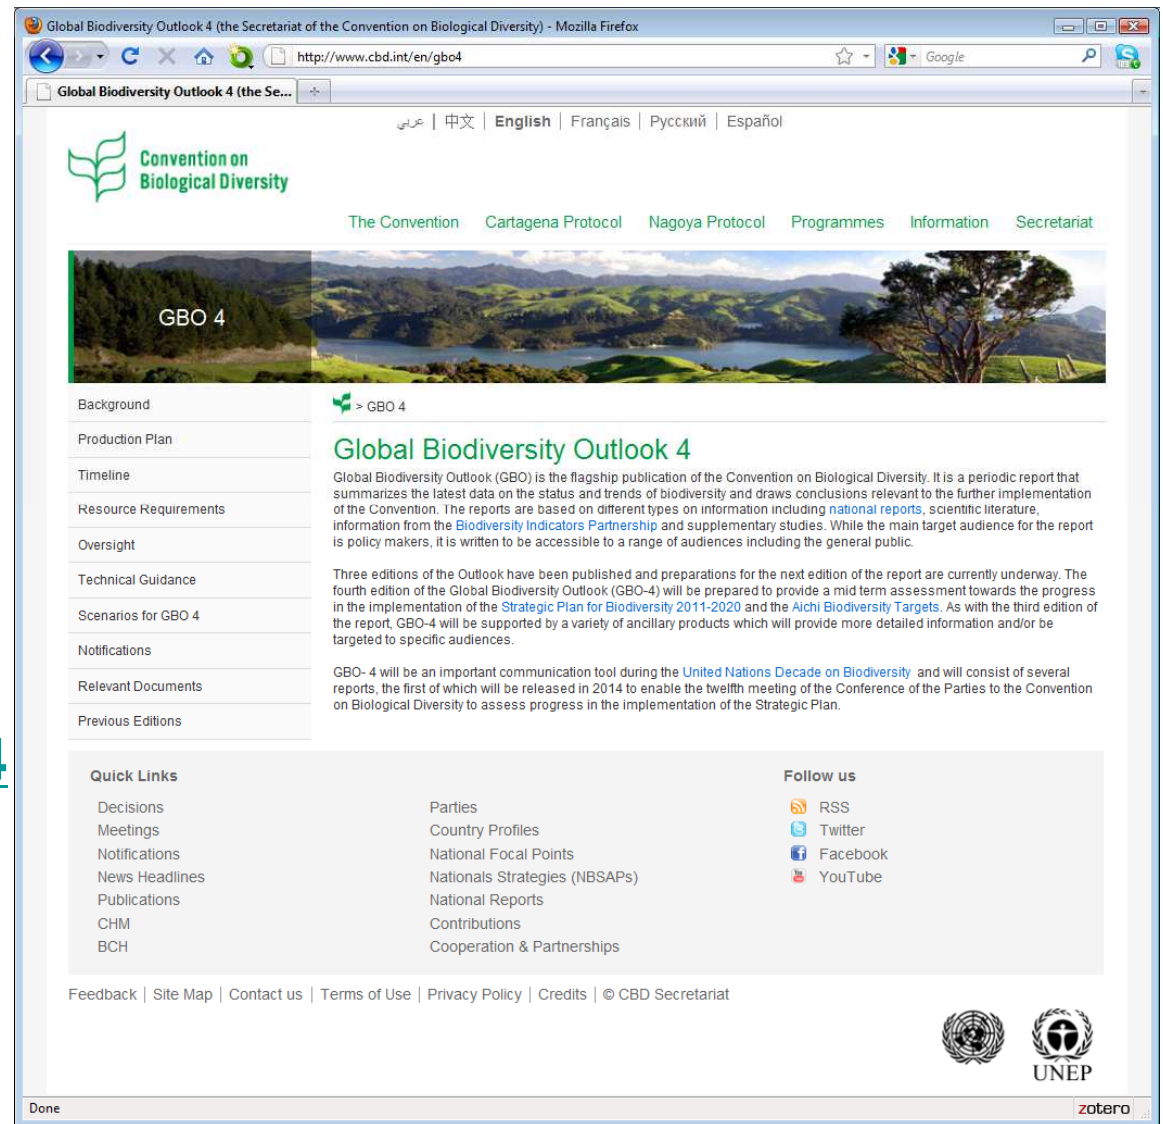 Global Biodiversity Outlook 4 (the Secretariat of the Convention on Biological Diversity) - Mozilla Firefox
http://www.cbd.int/en/gbo4
Google
Global Biodiversity Outlook 4 (the Se...
عربي | 中文 | English | Français | Русский | Español
Convention on
Biological Diversity
The Convention Cartagena Protocol Nagoya Protocol Programmes Information Secretariat
GBO 4
Background
Production Plan
Timeline
Resource Requirements
Oversight
Technical Guidance
Scenarios for GBO 4
Notifications
Relevant Documents
Previous Editions
> GBO 4
Global Biodiversity Outlook 4
Global Biodiversity Outlook (GBO) is the flagship publication of the Convention on Biological Diversity. It is a periodic report that
summarizes the latest data on the status and trends of biodiversity and draws conclusions relevant to the further implementation
of the Convention. The reports are based on different types on information including national reports, scientific literature,
information from the Biodiversity Indicators Partnership and supplementary studies. While the main target audience for the report
is policy makers, it is written to be accessible to a range of audiences including the general public.
Three editions of the Outlook have been published and preparations for the next edition of the report are currently underway. The
fourth edition of the Global Biodiversity Outlook (GBO-4) will be prepared to provide a mid term assessment towards the progress
in the implementation of the Strategic Plan for Biodiversity 2011-2020 and the Aichi Biodiversity Targets. As with the third edition of
the report, GBO-4 will be supported by a variety of ancillary products which will provide more detailed information and/or be
targeted to specific audiences.
GBO- 4 will be an important communication tool during the United Nations Decade on Biodiversity and will consist of several
reports, the first of which will be released in 2014 to enable the twelfth meeting of the Conference of the Parties to the Convention
on Biological Diversity to assess progress in the implementation of the Strategic Plan.
4
Quick Links
Decisions
Meetings
Notifications
News Headlines
Publications
CHM
BCH
Parties
Country Profiles
National Focal Points
Nationals Strategies (NBSAPs)
National Reports
Contributions
Cooperation & Partnerships
Follow us
RSS
Twitter
Facebook
YouTube
Feedback | Site Map | Contact us | Terms of Use | Privacy Policy | Credits | © CBD Secretariat
UNEP
Done
zotero